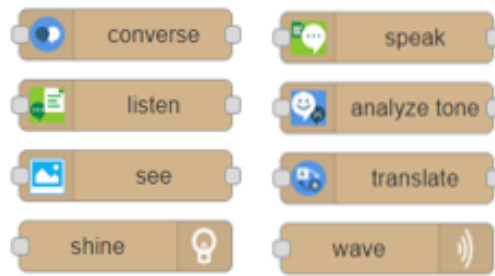 converse
speak
listen
analyze tone
see
translate
shine
wave